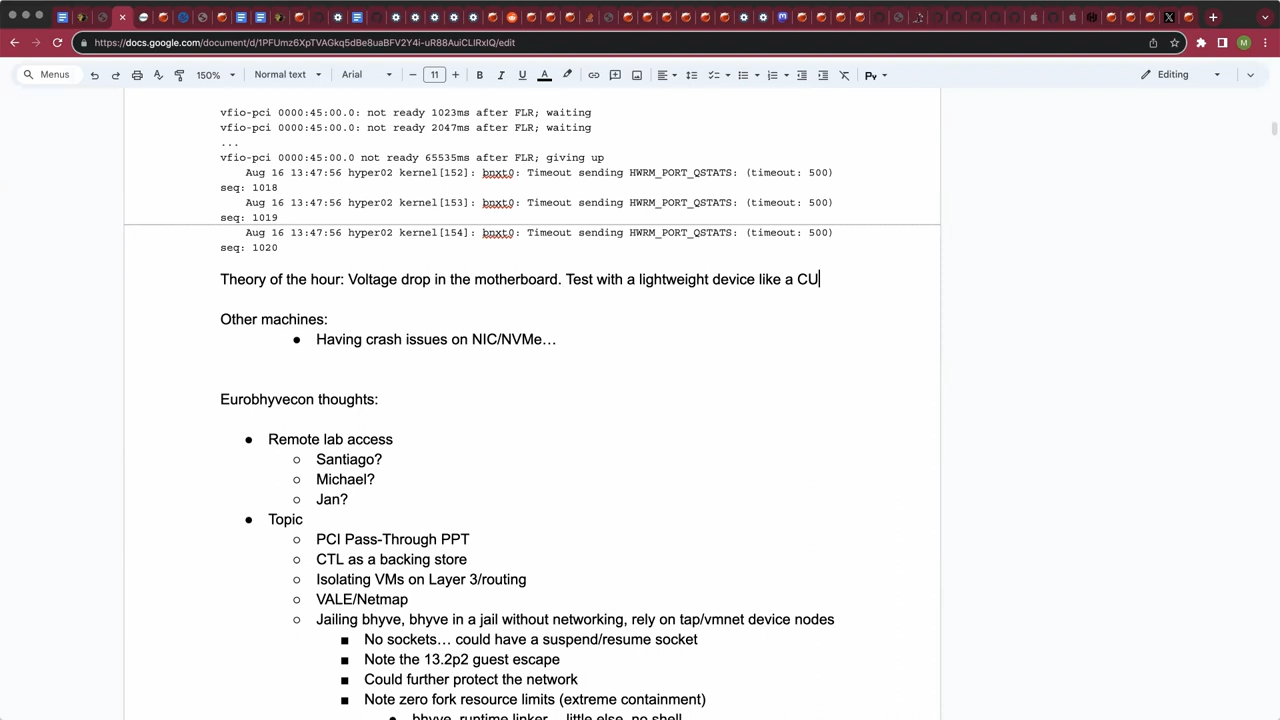 https://docs.google.com/document/d/1PFUmz6XpTVAGkq5dBe8uaBFV2Y4i-uR88AuiCLIRxIQ/edit
M
Menus
150%
Normal text
Arial
11
B
I
U
A
Editing
vfio-pci 0000:45:00.0: not ready 1023ms after FLR; waiting
vfio-pci 0000:45:00.0: not ready 2047ms after FLR; waiting
...
vfio-pci 0000:45:00.0 not ready 65535ms after FLR; giving up
Aug 16 13:47:56 hyper02 kernel[152]: bnxt0: Timeout sending HWRM_PORT_QSTATS: (timeout: 500)
seq: 1018
Aug 16 13:47:56 hyper02 kernel[153]: bnxt0: Timeout sending HWRM_PORT_QSTATS: (timeout: 500)
seq: 1019
Aug 16 13:47:56 hyper02 kernel[154]: bnxt0: Timeout sending HWRM_PORT_QSTATS: (timeout: 500)
seq: 1020
Theory of the hour: Voltage drop in the motherboard. Test with a lightweight device like a CU
Other machines:
● Having crash issues on NIC/NVMe…
Eurobhyvecon thoughts:
● Remote lab access
○ Santiago?
○ Michael?
○ Jan?
● Topic
○ PCI Pass-Through PPT
○ CTL as a backing store
○ Isolating VMs on Layer 3/routing
○ VALE/Netmap
○ Jailing bhyve, bhyve in a jail without networking, rely on tap/vmnet device nodes
■ No sockets… could have a suspend/resume socket
■ Note the 13.2p2 guest escape
■ Could further protect the network
■ Note zero fork resource limits (extreme containment)
● bhyve, runtime linker… little else, no shell